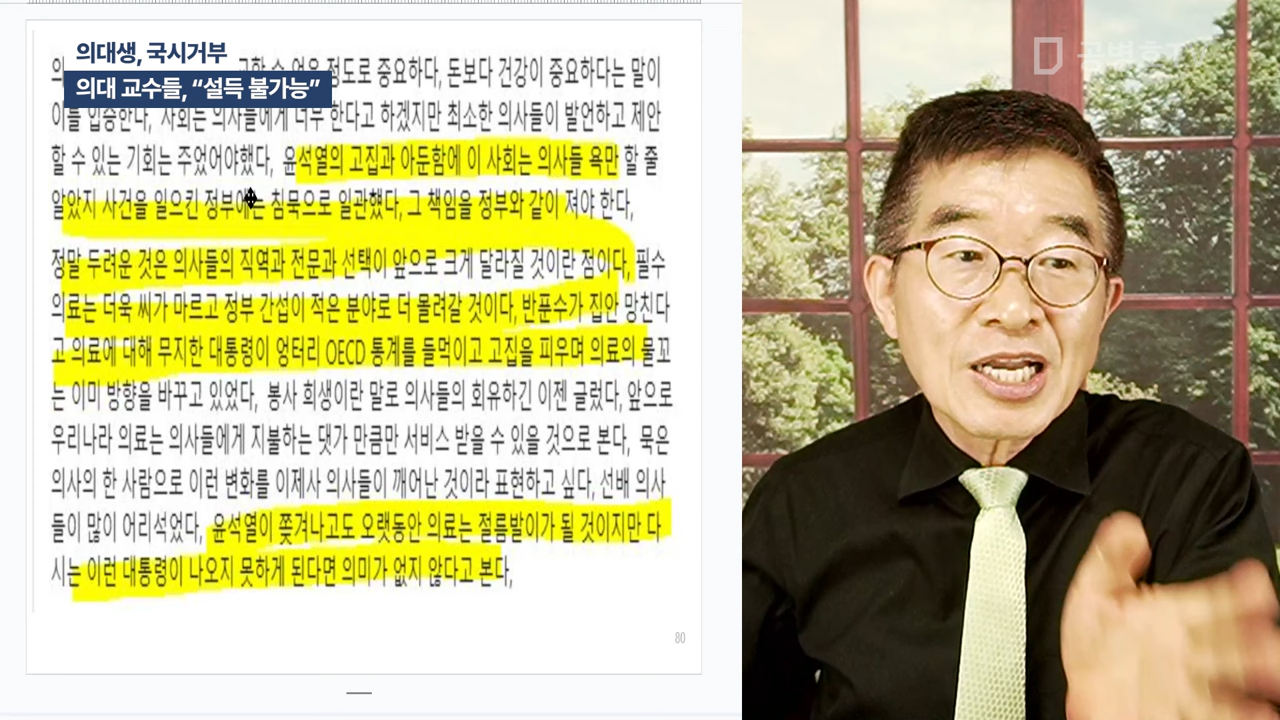 의대생, 국시거부
의대 교수들, “설득 불가능”
의 정도로 중요하다, 돈보다 건강이 중요하다는 말이
이를 입증한다, 사회는 의사들에게 너무 한다고 하겠지만 최소한 의사들이 발언하고 제안
할 수 있는 기회는 주었어야했다, 윤석열의 고집과 아둔함에 이 사회는 의사들 욕만 할 줄
알았지 사건을 일으킨 정부에는 침묵으로 일관했다, 그 책임을 정부와 같이 져야 한다,
정말 두려운 것은 의사들의 직역과 전문과 선택이 앞으로 크게 달라질 것이란 점이다, 필수
의료는 더욱 씨가 마르고 정부 간섭이 적은 분야로 더 몰려갈 것이다, 반푼수가 집안 망친다
고 의료에 대해 무지한 대통령이 엉터리 OECD 통계를 들먹이고 고집을 피우며 의료의 물꼬
는 이미 방향을 바꾸고 있었다, 봉사 희생이란 말로 의사들의 회유하긴 이젠 글렀다, 앞으로
우리나라 의료는 의사들에게 지불하는 댓가 만큼만 서비스 받을 수 있을 것으로 본다, 묵은
의사의 한 사람으로 이런 변화를 이제사 의사들이 깨어난 것이라 표현하고 싶다, 선배 의사
들이 많이 어리석었다, 윤석열이 쫒겨나고도 오랫동안 의료는 절름발이가 될 것이지만 다
시는 이런 대통령이 나오지 못하게 된다면 의미가 없지 않다고 본다,
80